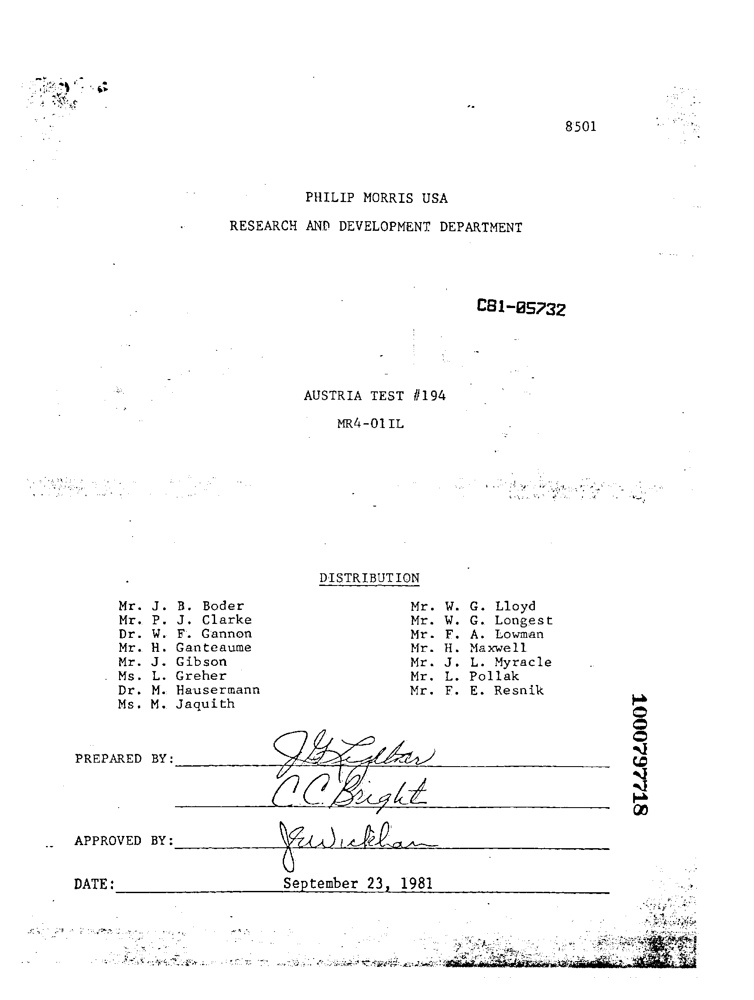 8501
PHILIP MORRIS USA
RESEARCH AND DEVELOPMENT DEPARTMENT
C81-05732
AUSTRIA TEST #194
MR4-01IL
DISTRIBUTION
Mr. J. B. Boder
Mr. P. J. Clarke
Dr. W. F. Gannon
Mr. H. Ganteaume
Mr. J. Gibson
Ms. L. Greher
Dr. M. Hausermann
Ms. M. Jaquith
Mr. W. G. Lloyd
Mr. W. G. Longest
Mr. F. A. Lowman
Mr. H. Maxwell
Mr. J. L. Myracle
Mr. L. Pollak
Mr. F. E. Resnik
PREPARED BY:
C.C. Bright
APPROVED BY: Wickham
DATE: September 23, 1981
1000797718